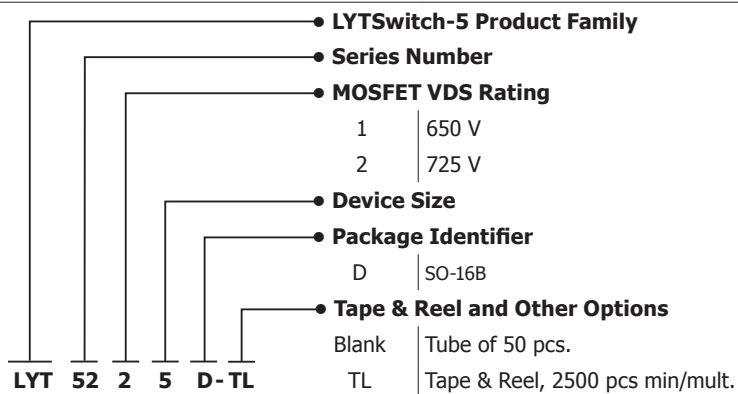 • LYTSwitch-5 Product Family
• Series Number
• MOSFET VDS Rating
1 650 V
2 725 V
• Device Size
• Package Identifier
D SO-16B
• Tape & Reel and Other Options
Blank Tube of 50 pcs.
LYT 52 2 5 D-TL TL Tape & Reel, 2500 pcs min/mult.